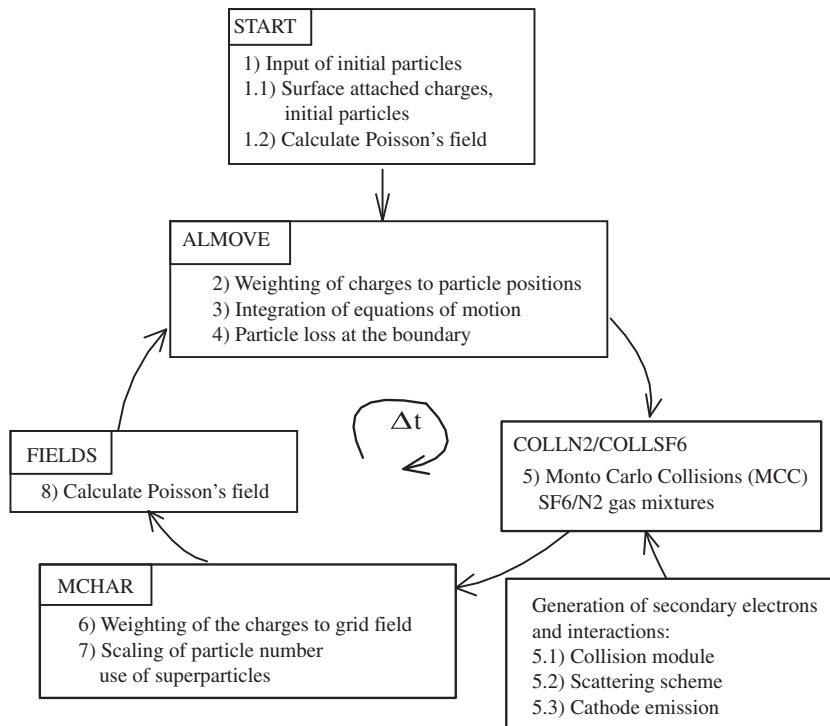 START
1) Input of initial particles
1.1) Surface attached charges,
initial particles
1.2) Calculate Poisson's field
ALMOVE
2) Weighting of charges to particle positions
3) Integration of equations of motion
4) Particle loss at the boundary
Δt
COLLN2/COLLSF6
5) Monto Carlo Collisions (MCC)
SF6/N2 gas mixtures
FIELDS
8) Calculate Poisson's field
MCHAR
6) Weighting of the charges to grid field
7) Scaling of particle number
use of superparticles
Generation of secondary electrons
and interactions:
5.1) Collision module
5.2) Scattering scheme
5.3) Cathode emission